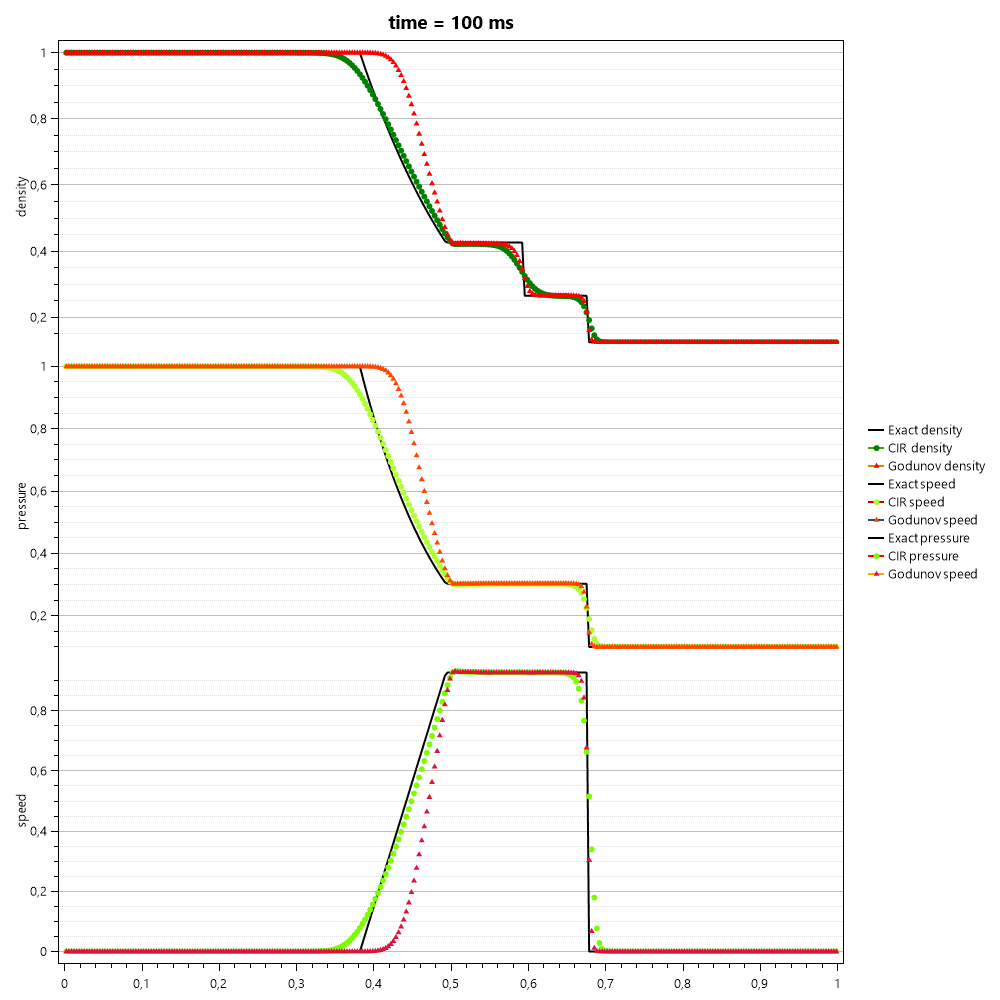 time = 100 ms
density
1
0,8
0,6
0,4
0,2
pressure
1
0,8
0,6
0,4
0,2
speed
0,8
0,6
0,4
0,2
0
0 0,1 0,2 0,3 0,4 0,5 0,6 0,7 0,8 0,9 1
Exact density
CIR density
Godunov density
Exact speed
CIR speed
Godunov speed
Exact pressure
CIR pressure
Godunov speed